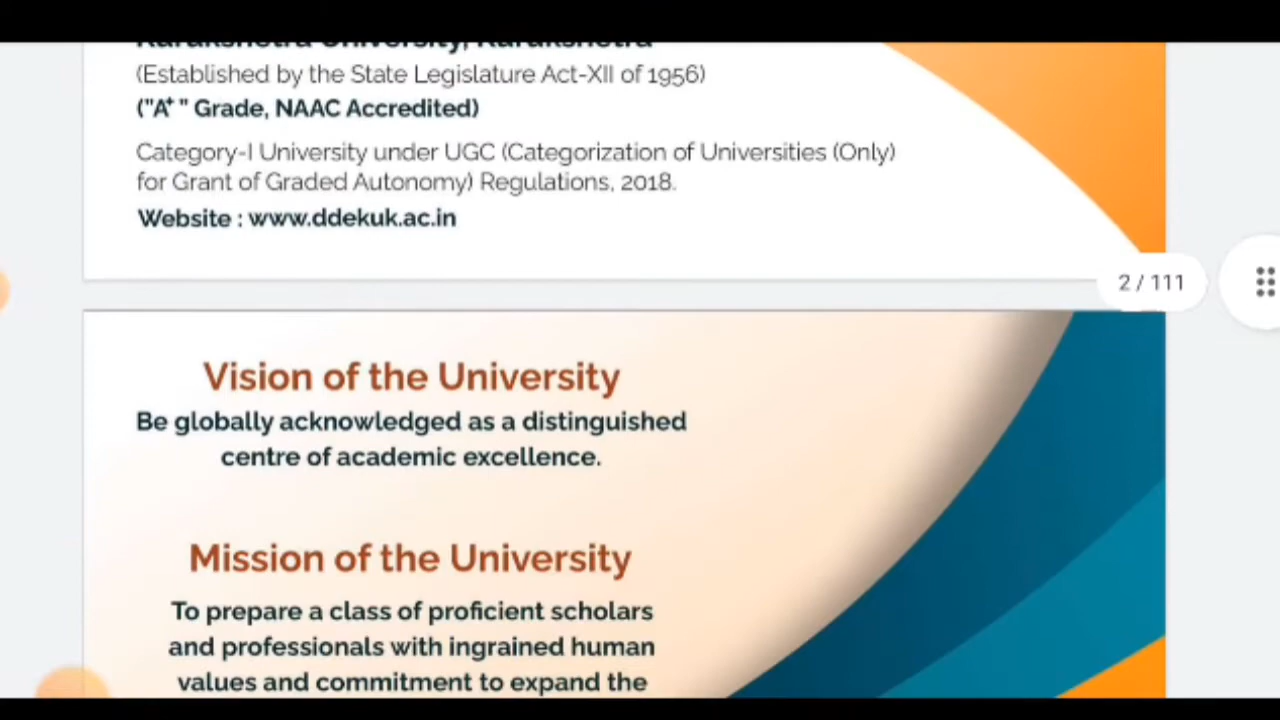 Kurukshetra University, Kurukshetra
(Established by the State Legislature Act-XII of 1956)
("A+" Grade, NAAC Accredited)
Category-I University under UGC (Categorization of Universities (Only)
for Grant of Graded Autonomy) Regulations, 2018.
Website : www.ddekuk.ac.in
2 / 111
Vision of the University
Be globally acknowledged as a distinguished
centre of academic excellence.
Mission of the University
To prepare a class of proficient scholars
and professionals with ingrained human
values and commitment to expand the